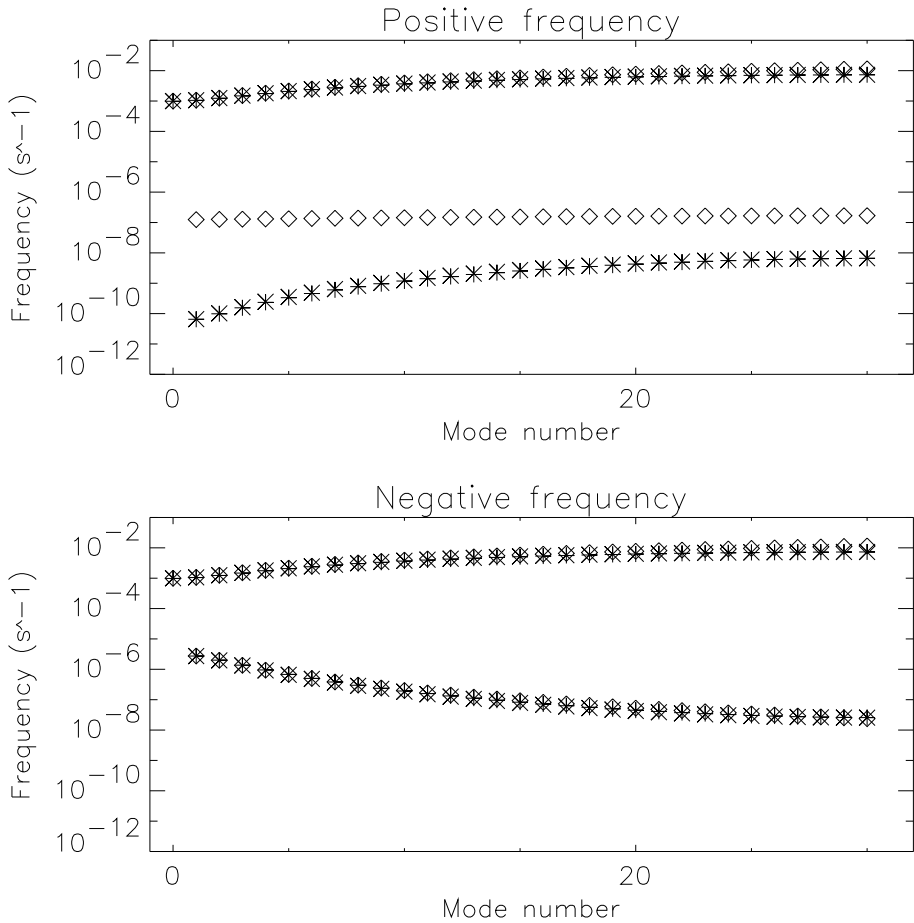 Positive frequency
10^-2
10^-4
10^-6
10^-8
10^-10
10^-12
Frequency (s^-1)
0 20
Mode number
Negative frequency
10^-2
10^-4
10^-6
10^-8
10^-10
10^-12
Frequency (s^-1)
0 20
Mode number